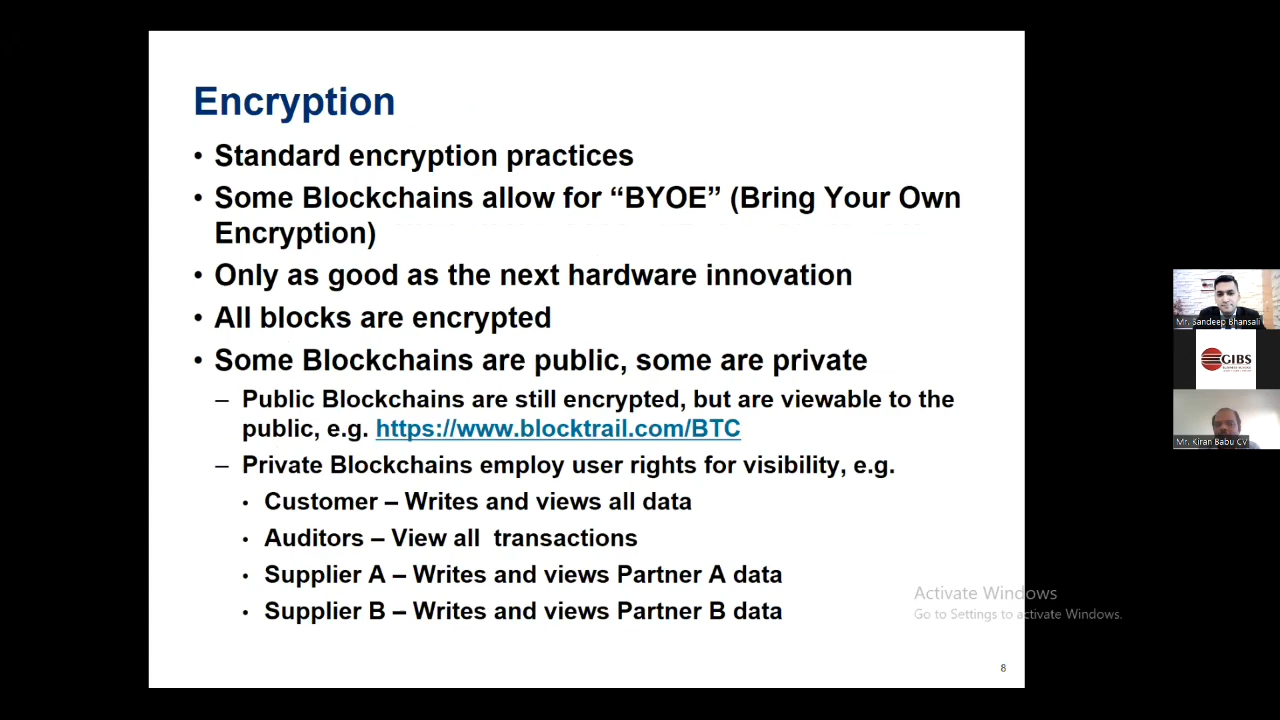 Encryption
• Standard encryption practices
• Some Blockchains allow for “BYOE” (Bring Your Own
Encryption)
• Only as good as the next hardware innovation
• All blocks are encrypted
• Some Blockchains are public, some are private
– Public Blockchains are still encrypted, but are viewable to the
public, e.g. https://www.blocktrail.com/BTC
– Private Blockchains employ user rights for visibility, e.g.
• Customer – Writes and views all data
• Auditors – View all transactions
• Supplier A – Writes and views Partner A data
• Supplier B – Writes and views Partner B data
8
Activate Windows
Go to Settings to activate Windows.
Mr. Sandeep Bhansali
GIBS
Mr. Kiran Babu CV